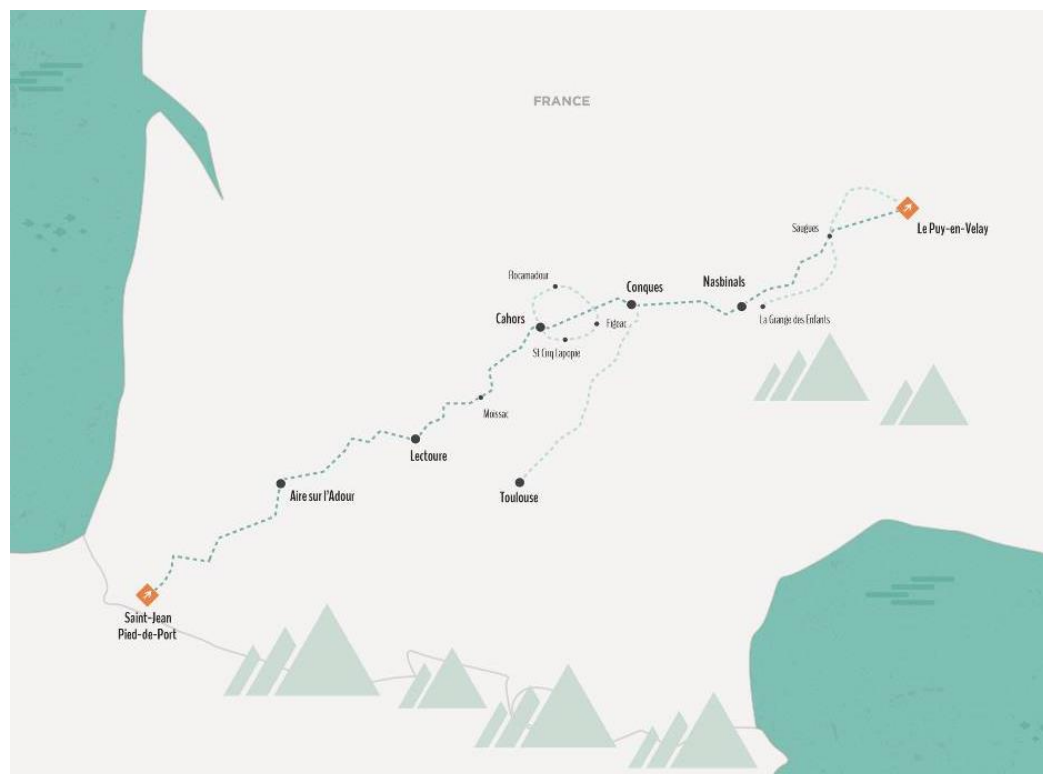 FRANCE
Le Puy-en-Velay
Saugues
Nasbinals
La Grange des Enfants
Conques
Rocamadour
Figeac
Cahors
St Cirq Lapopie
Moissac
Lectoure
Toulouse
Aire sur l'Adour
Saint-Jean
Pied-de-Port